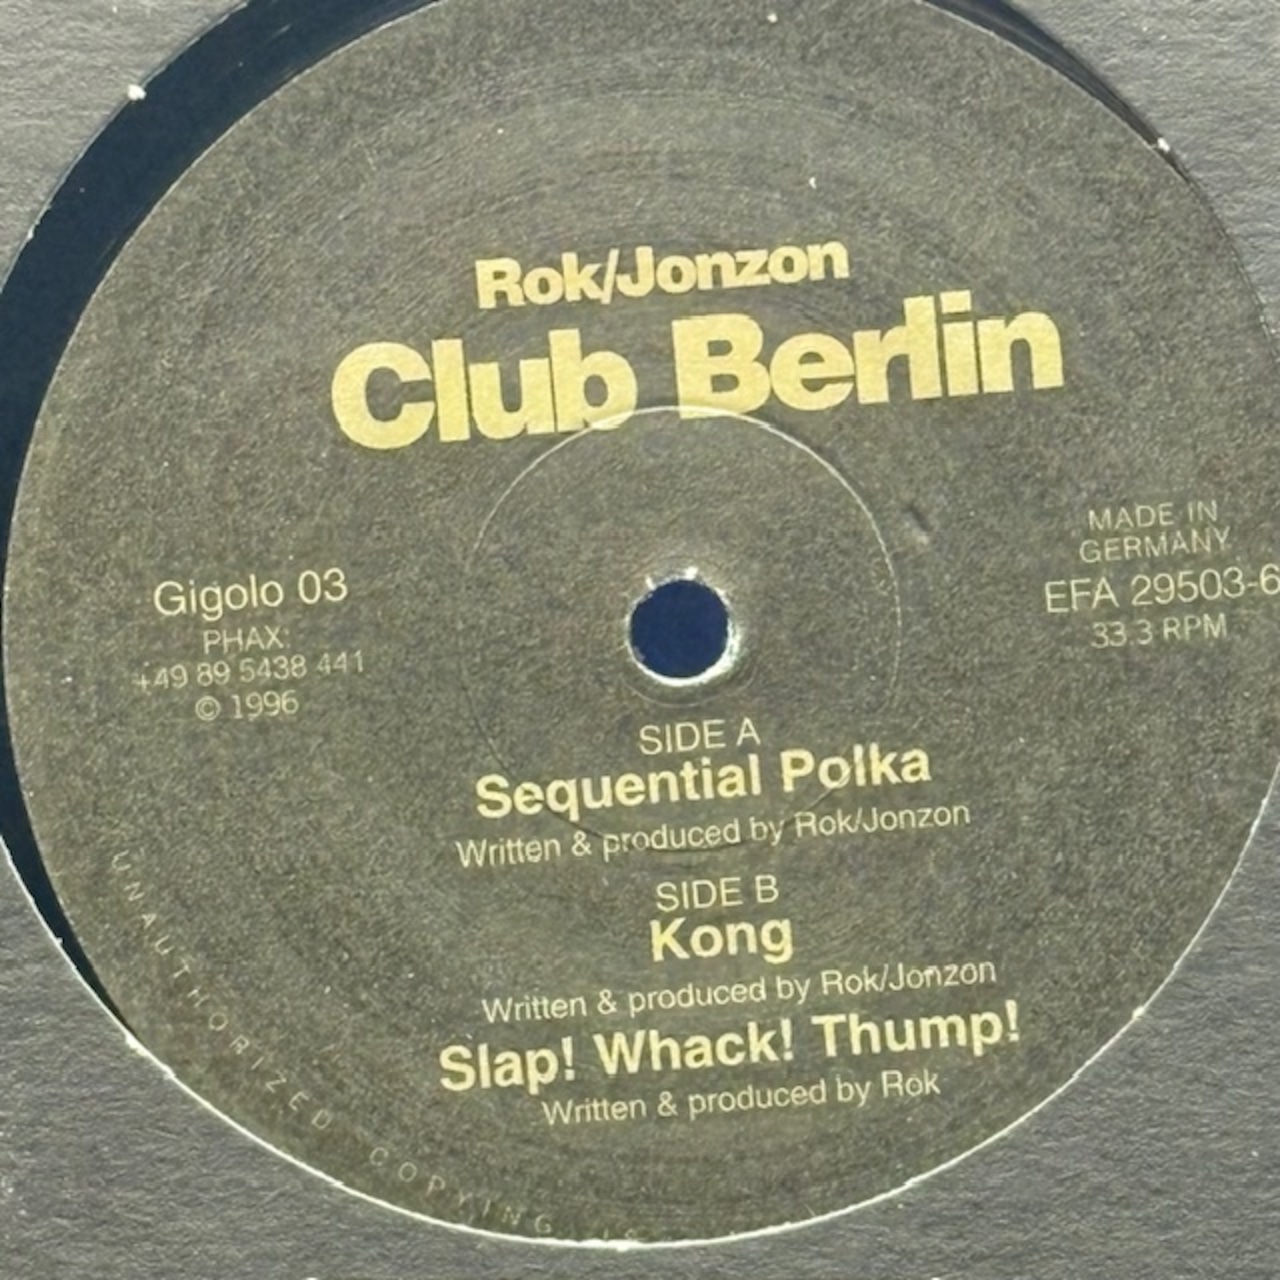 Rok/Jonzon
Club Berlin
Gigolo 03
PHAX:
+49 89 5438 441
© 1996
MADE IN
GERMANY
EFA 29503-6
33.3 RPM
SIDE A
Sequential Polka
Written & produced by Rok/Jonzon
SIDE B
Kong
Written & produced by Rok/Jonzon
Slap! Whack! Thump!
Written & produced by Rok
UNAUTHORIZED COPYING IS